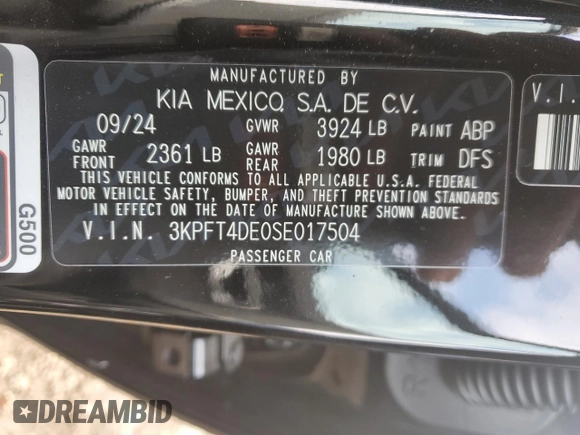 MANUFACTURED BY
KIA MEXICO, S.A. DE C.V.
09/24 GVWR 3924 LB PAINT ABP
GAWR FRONT 2361 LB GAWR REAR 1980 LB TRIM DFS
THIS VEHICLE CONFORMS TO ALL APPLICABLE U.S.A. FEDERAL
MOTOR VEHICLE SAFETY, BUMPER, AND THEFT PREVENTION STANDARDS
IN EFFECT ON THE DATE OF MANUFACTURE SHOWN ABOVE.
V.I.N. 3KPFT4DE0SE017504
PASSENGER CAR
G500
V.I.
DREAMBID